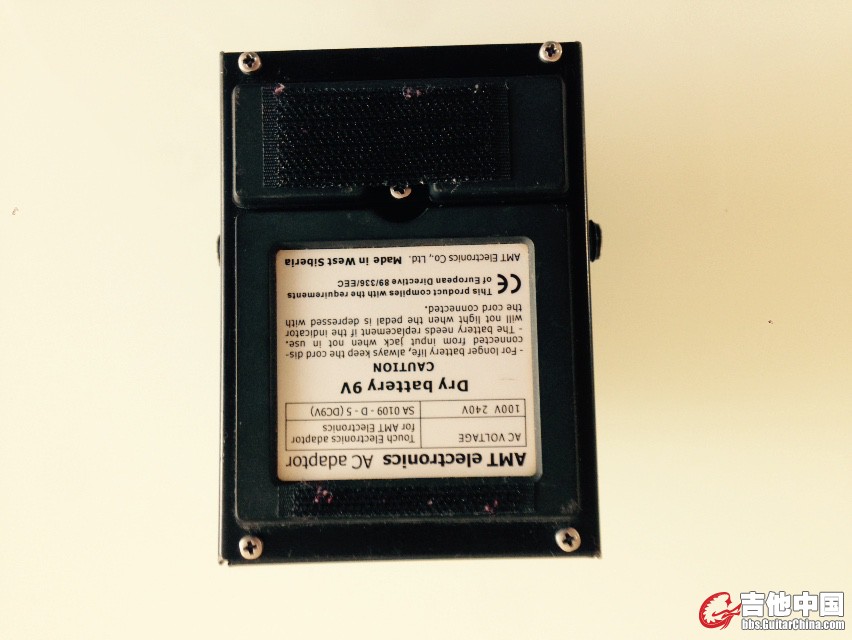 AMT electronics AC adaptor
AC VOLTAGE
Touch Electronics adaptor
for AMT Electronics
100V 240V
SA 0109 - D - 5 (DC9V)
Dry battery 9V
CAUTION
- For longer battery life, always keep the cord dis-
connected from input jack when not in use.
- The battery needs replacement if the indicator
will not light when the pedal is depressed with
the cord connected.
CE This product complies with the requirements
of European Directive 89/336/EEC
AMT Electronics Co., Ltd. Made in West Siberia
吉他中国
bbs.GuitarChina.com